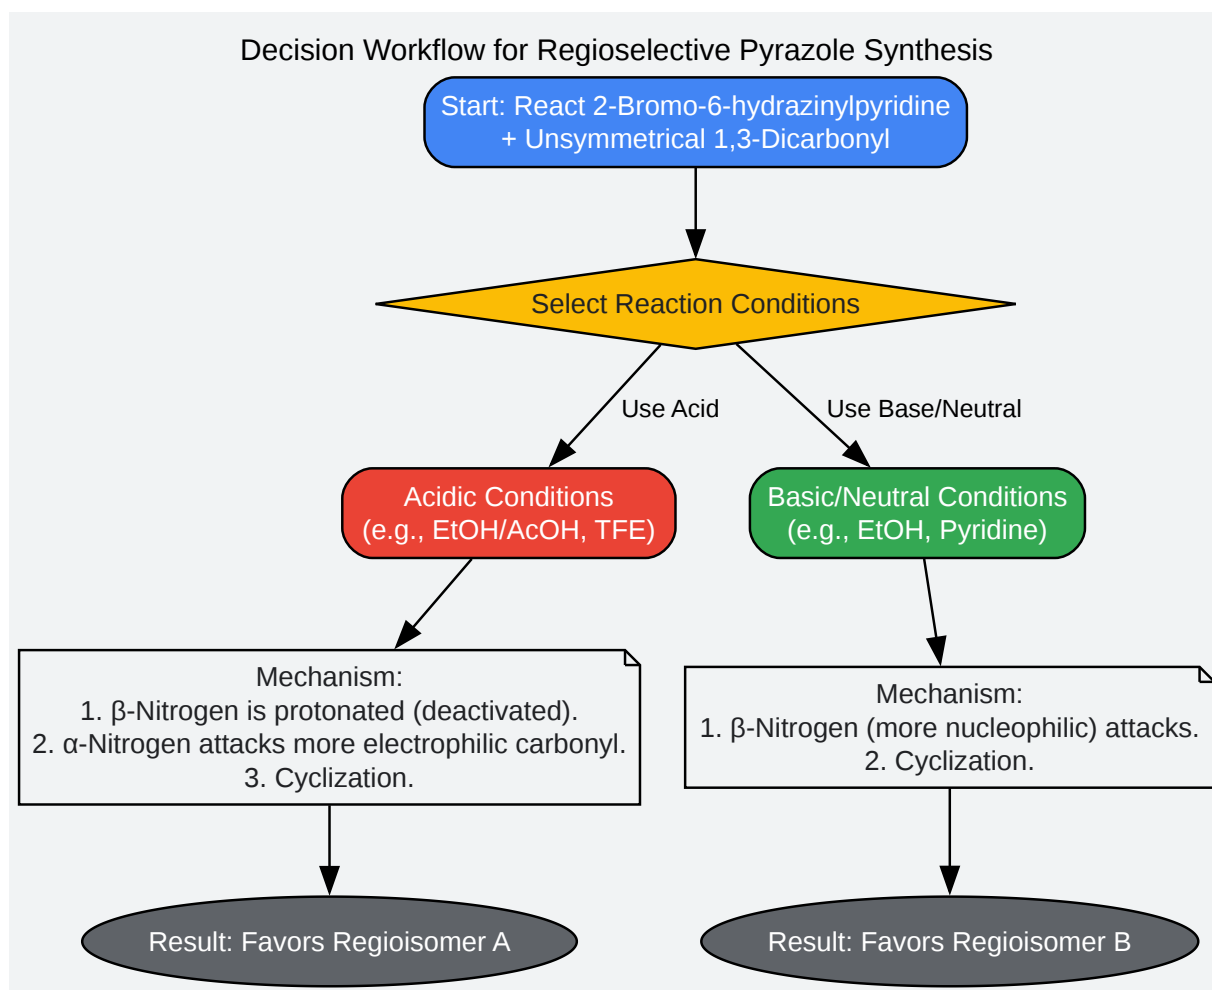 Decision Workflow for Regioselective Pyrazole Synthesis
Start: React 2-Bromo-6-hydrazinylpyridine
+ Unsymmetrical 1,3-Dicarbonyl
Select Reaction Conditions
Use Acid
Use Base/Neutral
Acidic Conditions
(e.g., EtOH/AcOH, TFE)
Basic/Neutral Conditions
(e.g., EtOH, Pyridine)
Mechanism:
1. β-Nitrogen is protonated (deactivated).
2. α-Nitrogen attacks more electrophilic carbonyl.
3. Cyclization.
Mechanism:
1. β-Nitrogen (more nucleophilic) attacks.
2. Cyclization.
Result: Favors Regioisomer A
Result: Favors Regioisomer B